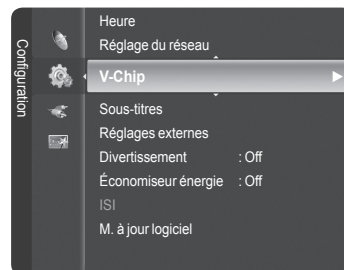 Configuration
Heure
Réglage du réseau
V-Chip
Sous-titres
Réglages externes
Divertissement : Off
Économiseur énergie : Off
ISI
M. à jour logiciel